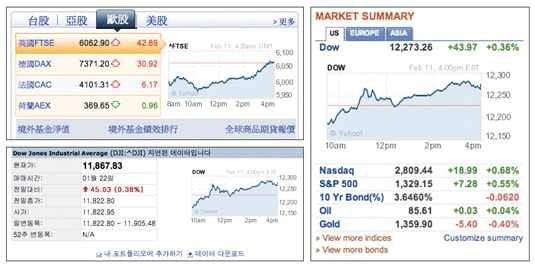 台股 亞股 歐股 美股
» 更多
英國FTSE 6062.90 42.89
德國DAX 7371.20 30.92
法國CAC 4101.31 6.17
荷蘭AEX 369.65 0.96
^FTSE Feb 11, 4:20pm GMT
6,100
6,050
6,000
5,950
© Yahoo!
8am 10am 12pm 2pm 4pm
境外基金淨值 境外基金績效排行 全球商品期貨報價
Dow Jones Industrial Average (DJI:^DJI) 지연된 데이터입니다
현재가: 11,867.83
매매시간: 01월 22일
전일대비: 45.03 (0.38%)
전일종가: 11,822.80
시가: 11,822.95
일변동폭: 11,822.80 - 11,905.48
52주 변동폭: N/A
DOW Feb 11, 4:00pm EST
12,300
12,250
12,200
12,150
© Yahoo!
10am 12pm 2pm 4pm
내 포트폴리오에 추가하기 데이타 다운로드
MARKET SUMMARY
US EUROPE ASIA
Dow 12,273.26 +43.97 +0.36%
DOW Feb 11, 4:00pm EST
12,300
12,250
12,200
12,150
© Yahoo!
10am 12pm 2pm 4pm
Nasdaq 2,809.44 +18.99 +0.68%
S&P 500 1,329.15 +7.28 +0.55%
10 Yr Bond(%) 3.6460% -0.0620
Oil 85.61 +0.03 +0.04%
Gold 1,359.90 -5.40 -0.40%
» View more indices Customize summary
» View more bonds